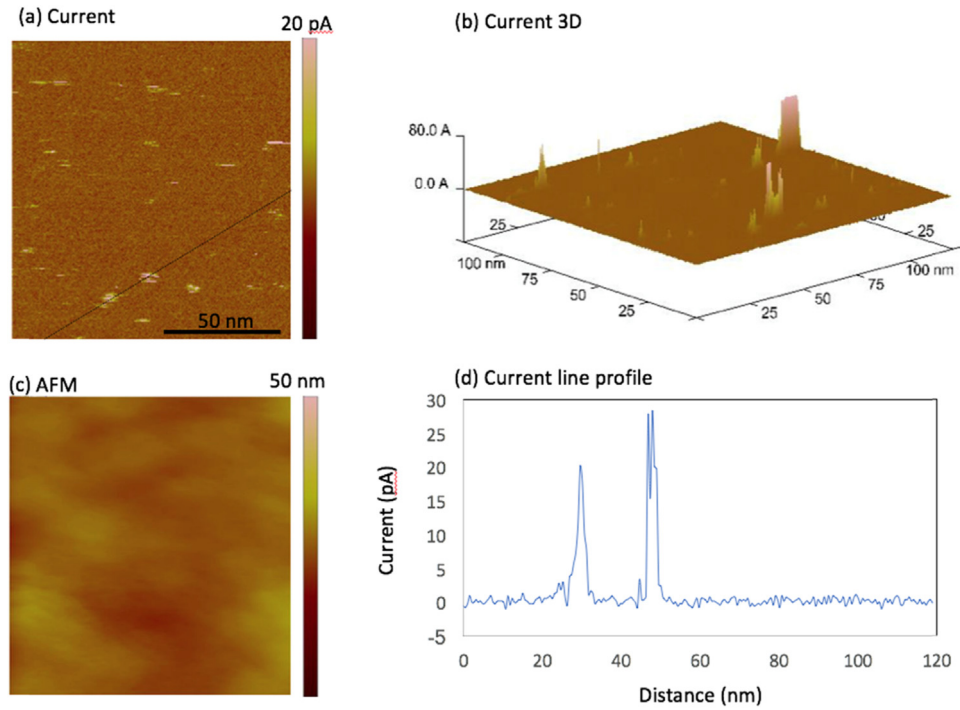 (a) Current
20 pA
50 nm
(b) Current 3D
80.0 A
0.0 A
25
100 nm
75
50
25
25
50
75
100 nm
25
(c) AFM
50 nm
(d) Current line profile
30
25
20
15
10
5
0
-5
Current (pA)
0
20
40
60
80
100
120
Distance (nm)